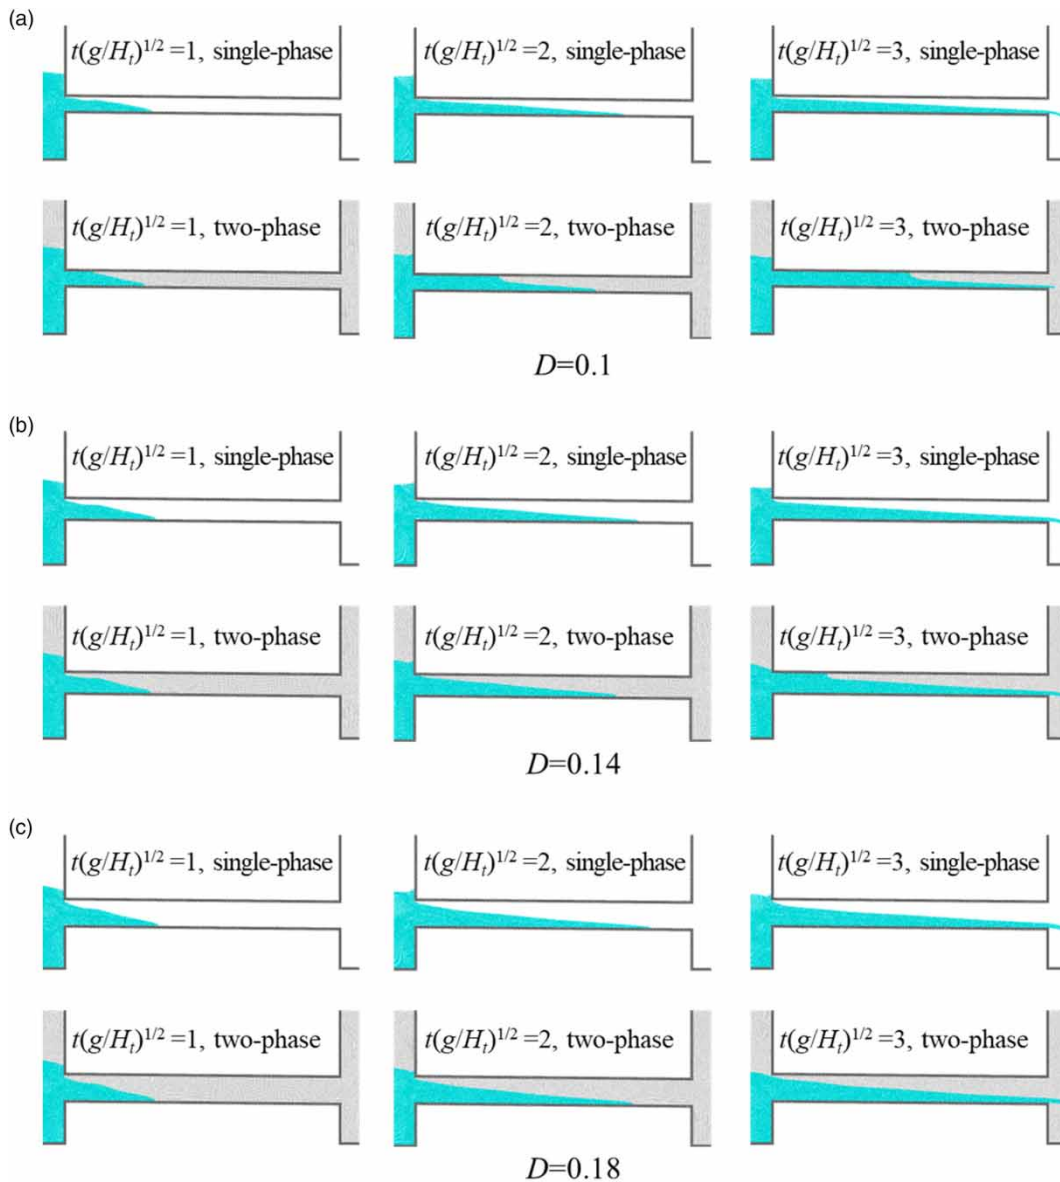 (a)
t(g/Hₜ)¹/²=1, single-phase
t(g/Hₜ)¹/²=2, single-phase
t(g/Hₜ)¹/²=3, single-phase
t(g/Hₜ)¹/²=1, two-phase
t(g/Hₜ)¹/²=2, two-phase
t(g/Hₜ)¹/²=3, two-phase
D=0.1
(b)
t(g/Hₜ)¹/²=1, single-phase
t(g/Hₜ)¹/²=2, single-phase
t(g/Hₜ)¹/²=3, single-phase
t(g/Hₜ)¹/²=1, two-phase
t(g/Hₜ)¹/²=2, two-phase
t(g/Hₜ)¹/²=3, two-phase
D=0.14
(c)
t(g/Hₜ)¹/²=1, single-phase
t(g/Hₜ)¹/²=2, single-phase
t(g/Hₜ)¹/²=3, single-phase
t(g/Hₜ)¹/²=1, two-phase
t(g/Hₜ)¹/²=2, two-phase
t(g/Hₜ)¹/²=3, two-phase
D=0.18